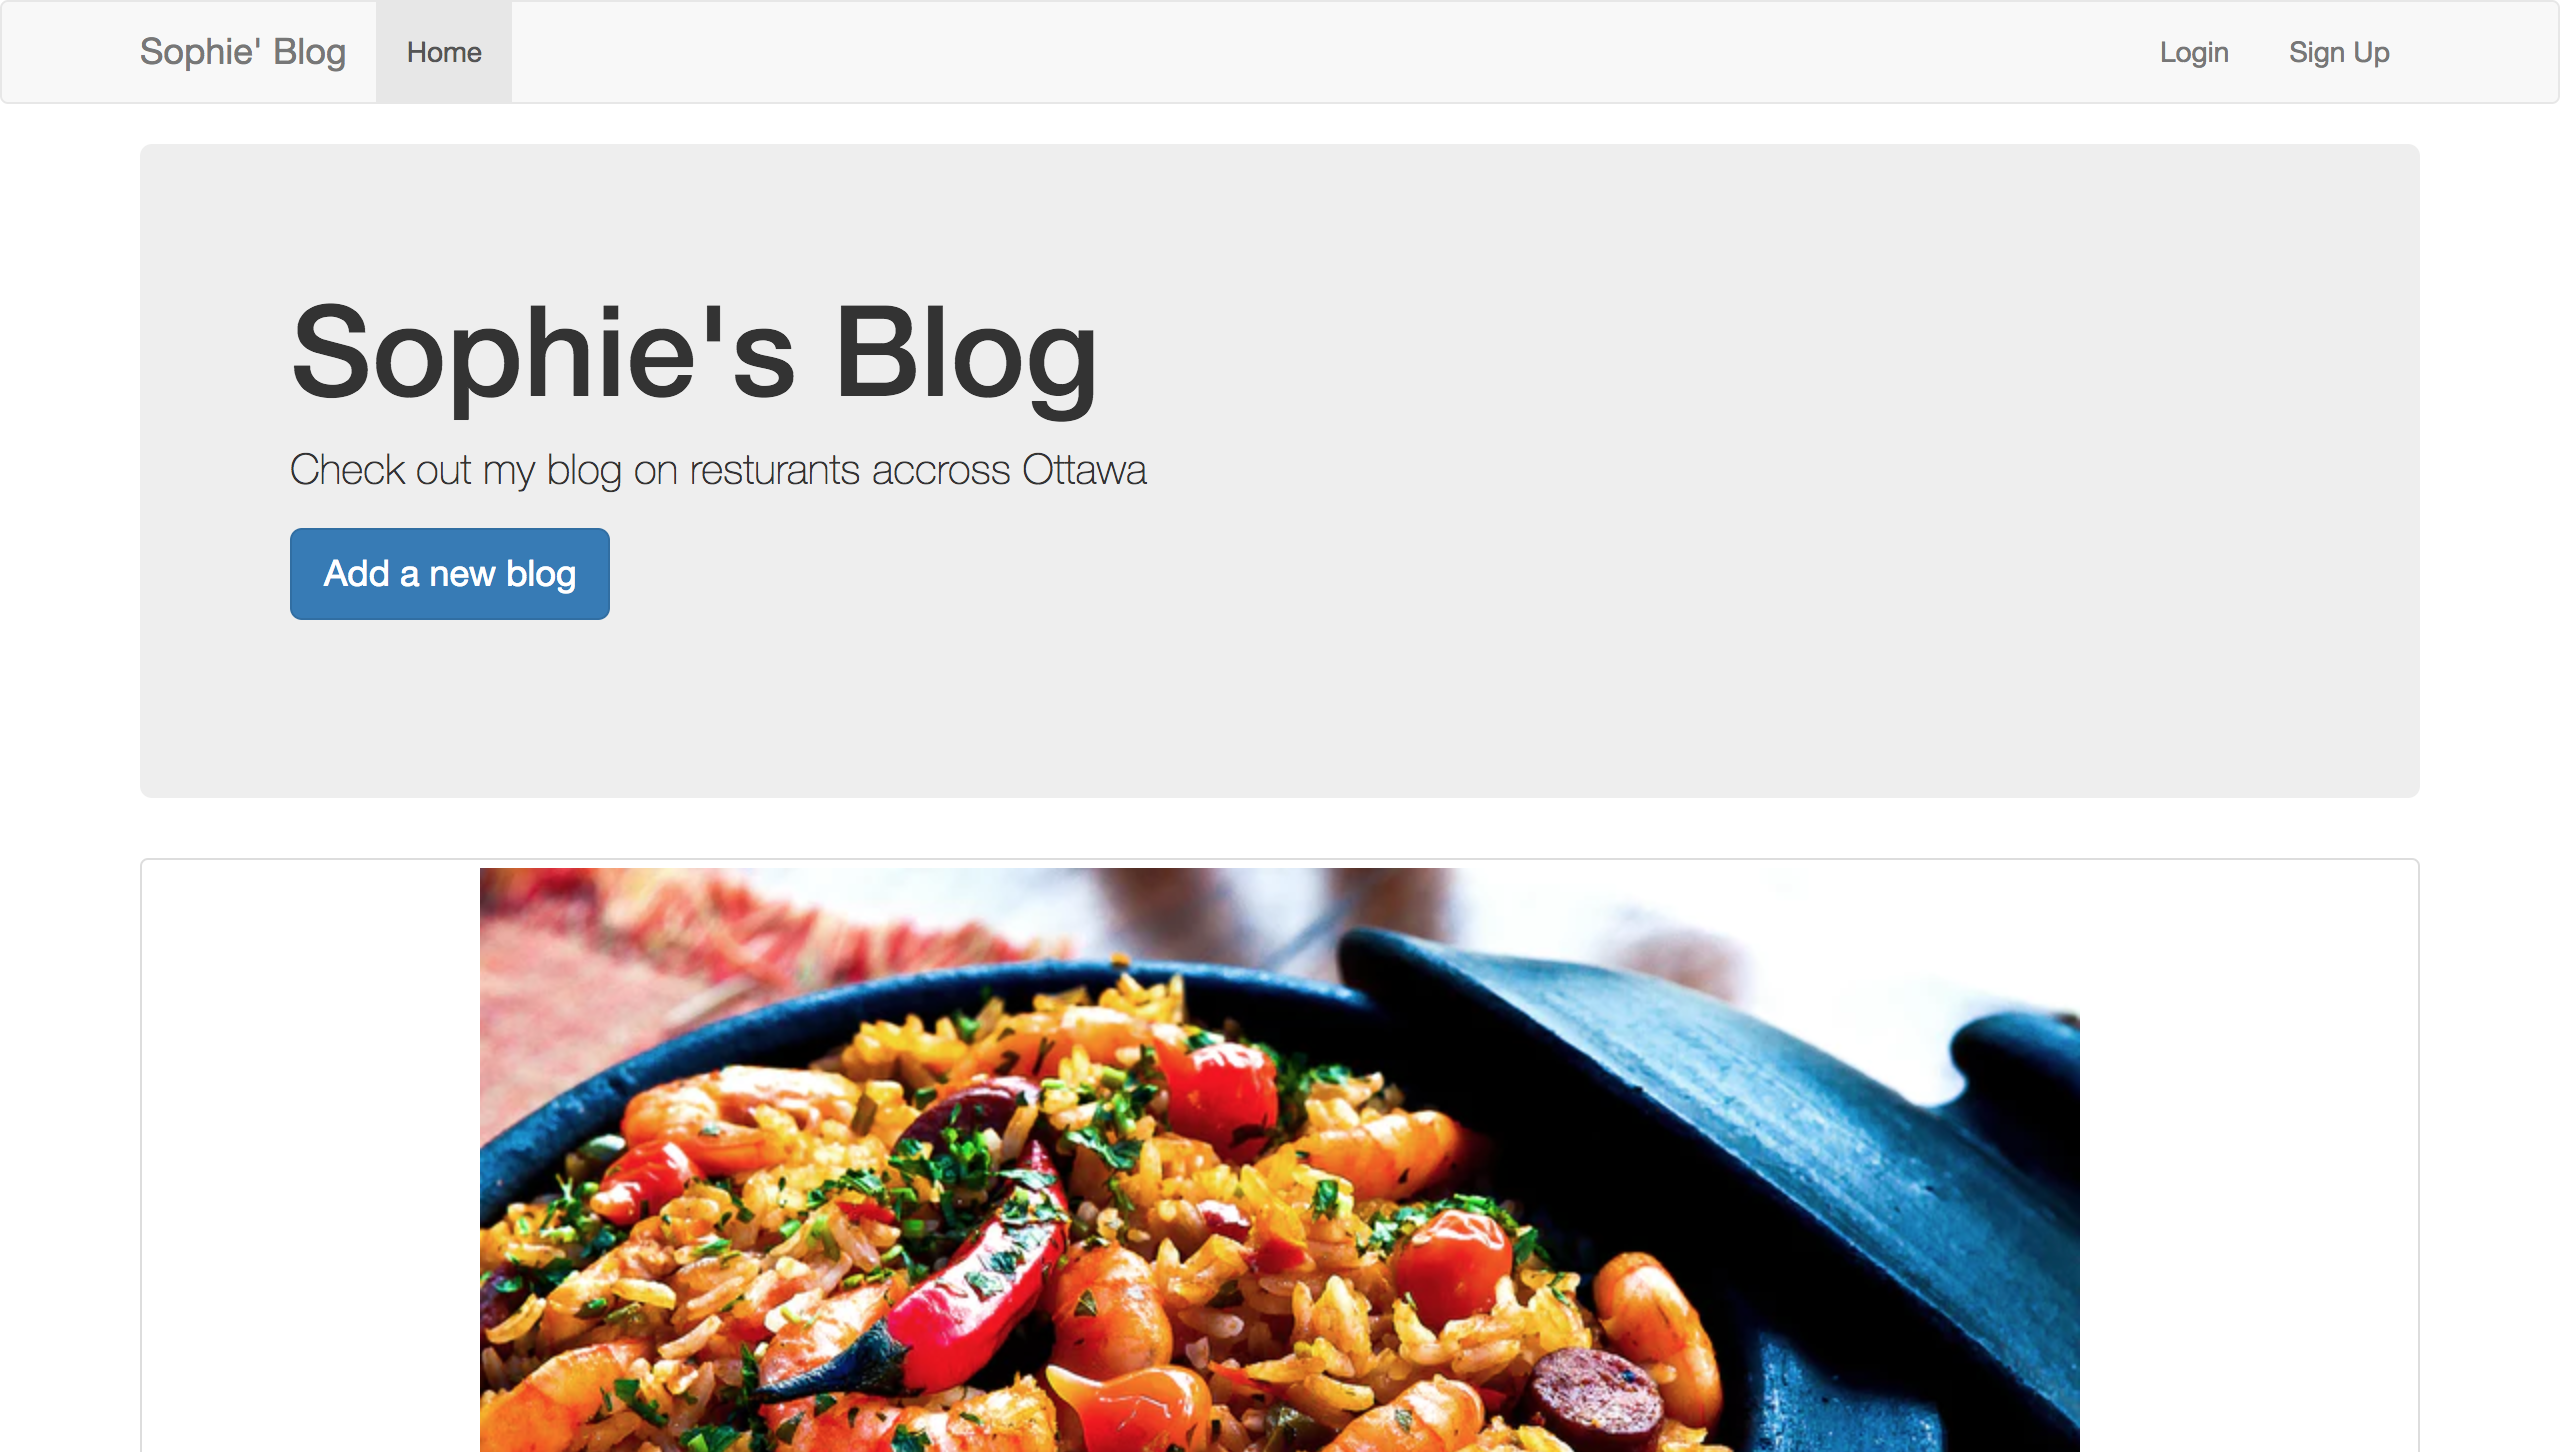 Sophie' Blog
Home
Login
Sign Up
Sophie's Blog
Check out my blog on resturants accross Ottawa
Add a new blog